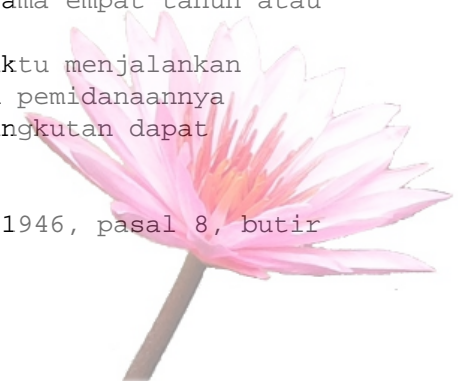 ama empat tahun atau
ktu menjalankan
pemidanaannya
ngkutan dapat
1946, pasal 8, butir